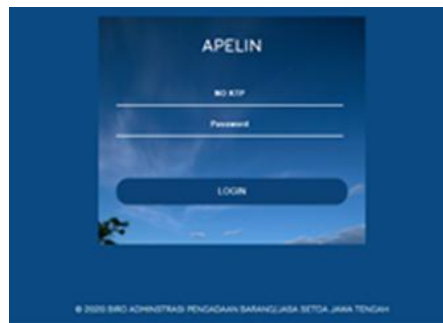 APELIN
NO KTP
Password
LOGIN
© 2020 BIRO ADMINISTRASI PENGADAAN BARANG/JASA SETDA JAWA TENGAH